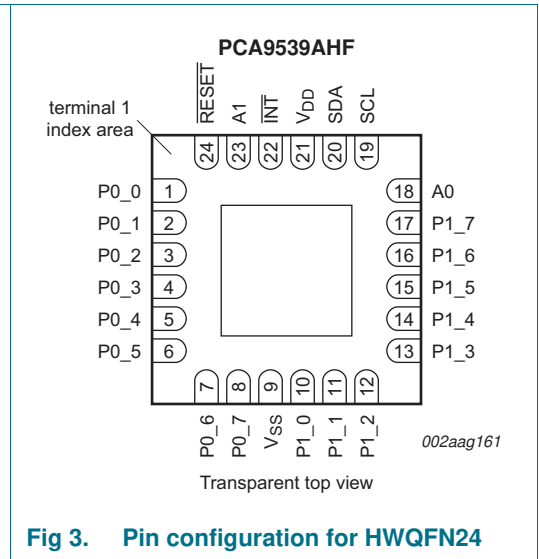 PCA9539AHF
terminal 1
index area
RESET
A1
INT
VDD
SDA
SCL
24
23
22
21
20
19
P0_0 1
P0_1 2
P0_2 3
P0_3 4
P0_4 5
P0_5 6
18 A0
17 P1_7
16 P1_6
15 P1_5
14 P1_4
13 P1_3
7
8
9
10
11
12
P0_6
P0_7
VSS
P1_0
P1_1
P1_2
002aag161
Transparent top view
Fig 3. Pin configuration for HWQFN24